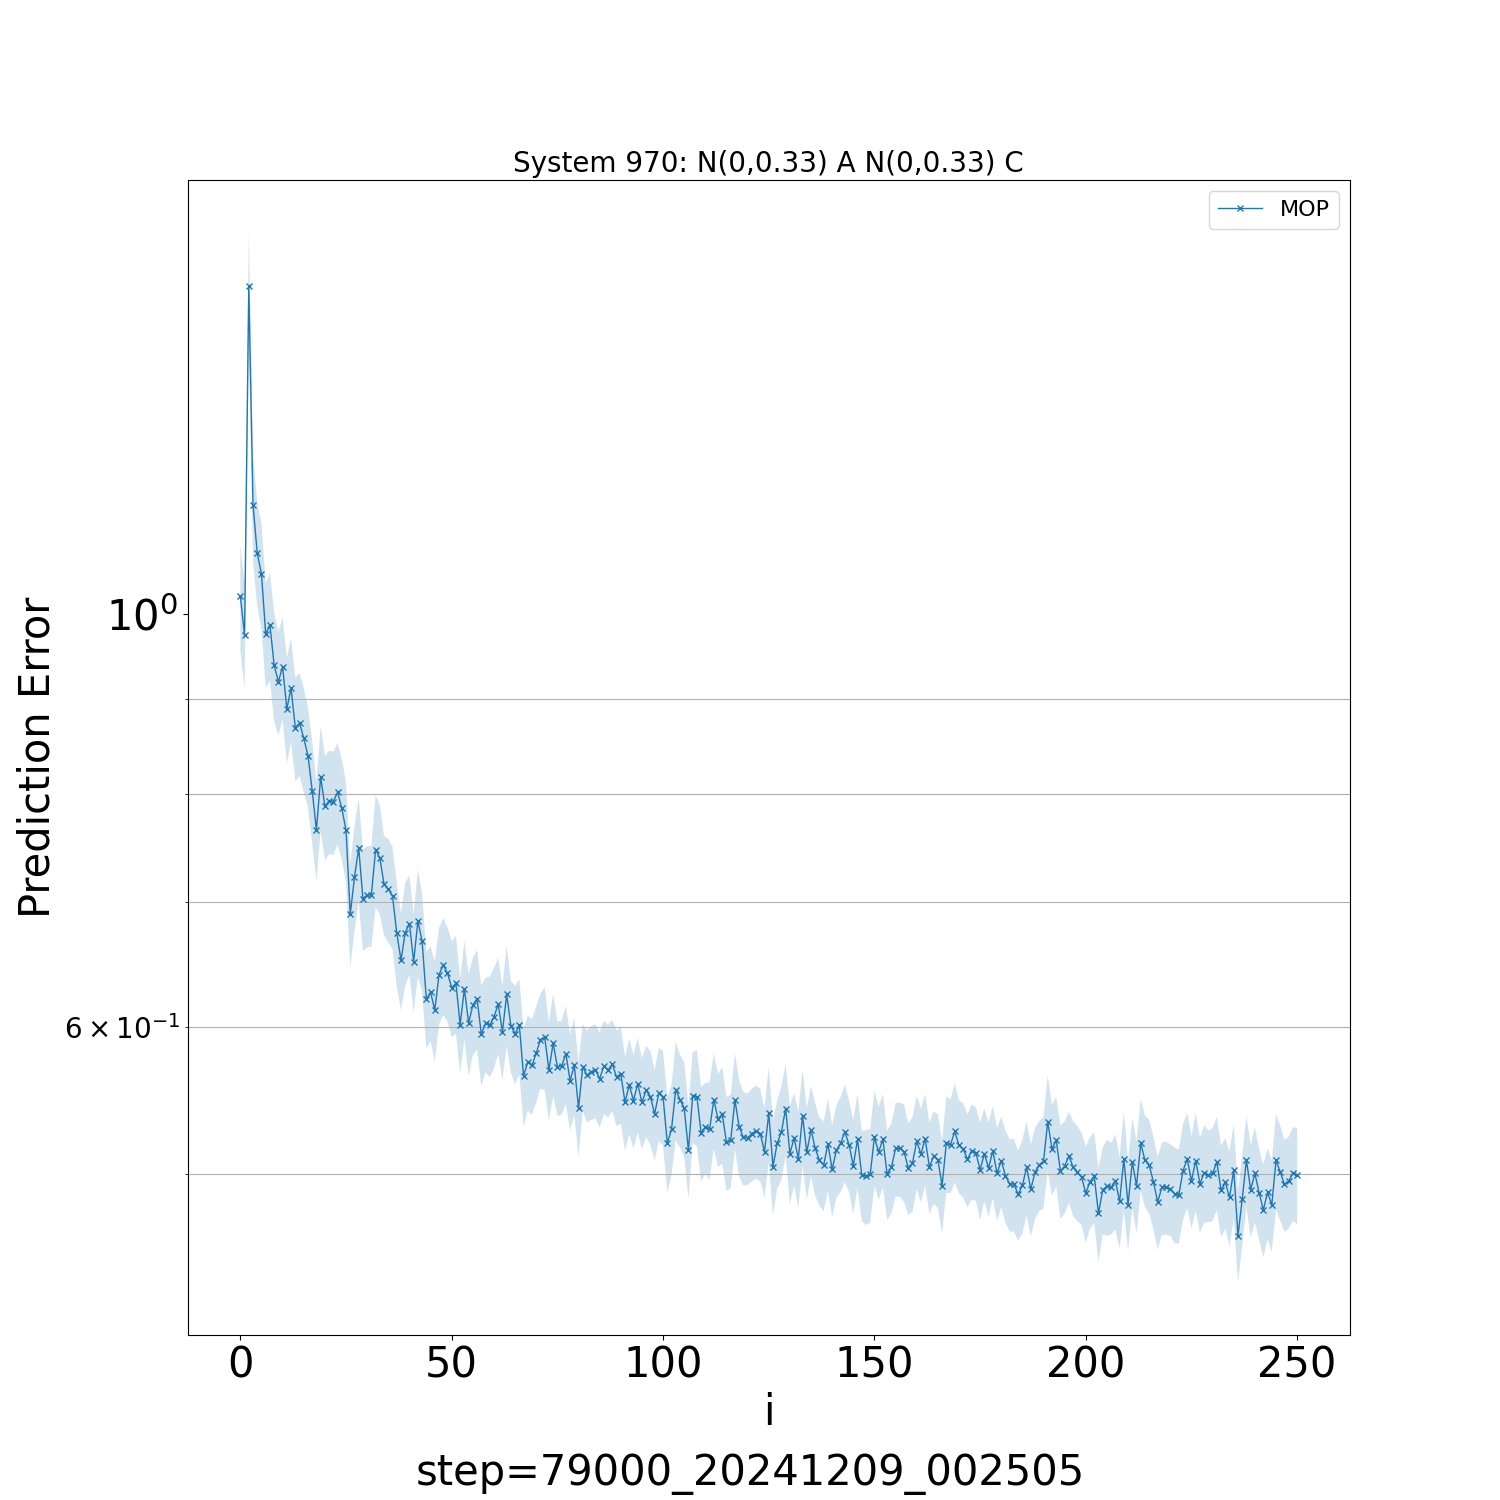 System 970: N(0,0.33) A N(0,0.33) C
MOP
Prediction Error
10⁰
6 × 10⁻¹
0 50 100 150 200 250
i
step=79000_20241209_002505